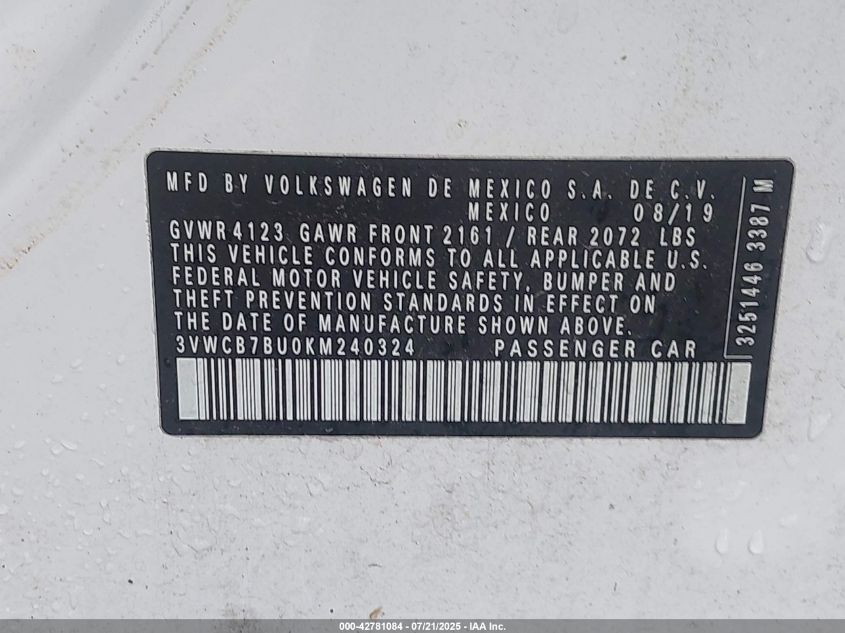 MFD BY VOLKSWAGEN DE MEXICO S.A. DE C.V.
MEXICO 08/19
GVWR 4123 GAWR FRONT 2161 / REAR 2072 LBS
THIS VEHICLE CONFORMS TO ALL APPLICABLE U.S.
FEDERAL MOTOR VEHICLE SAFETY, BUMPER AND
THEFT PREVENTION STANDARDS IN EFFECT ON
THE DATE OF MANUFACTURE SHOWN ABOVE.
3VWCB7BU0KM240324 PASSENGER CAR
3251446 3387 M
000-42781084 - 07/21/2025 - IAA Inc.